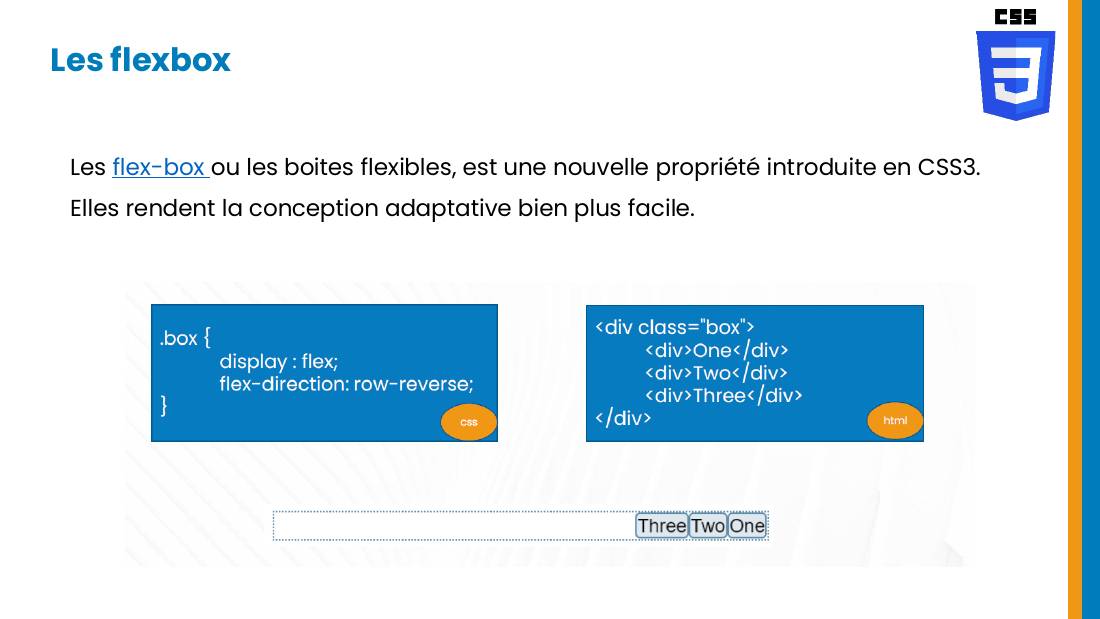 CSS
Les flexbox
Les flex-box ou les boites flexibles, est une nouvelle propriété introduite en CSS3.
Elles rendent la conception adaptative bien plus facile.
.box {
display : flex;
flex-direction: row-reverse;
}
css
<div class="box">
<div>One</div>
<div>Two</div>
<div>Three</div>
</div>
html
Three Two One